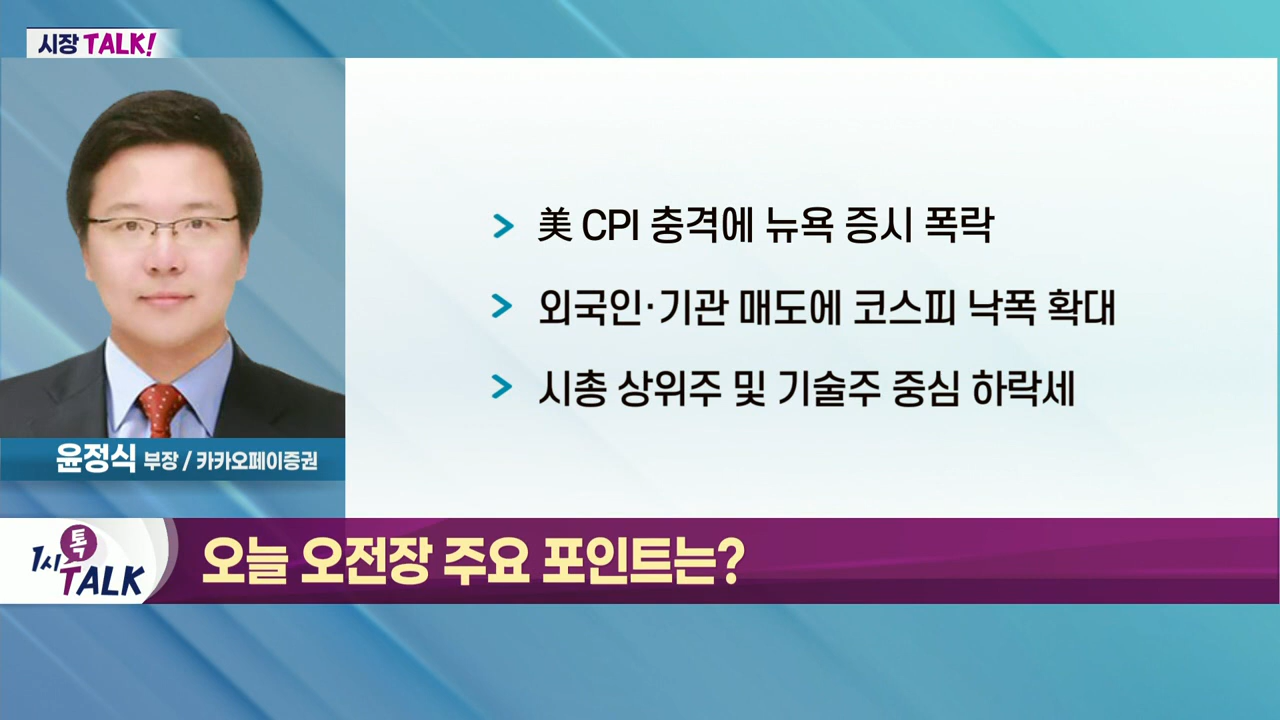 시장 TALK!
美 CPI 충격에 뉴욕 증시 폭락
외국인·기관 매도에 코스피 낙폭 확대
시총 상위주 및 기술주 중심 하락세
윤정식 부장 / 카카오페이증권
1시 톡 TALK
오늘 오전장 주요 포인트는?